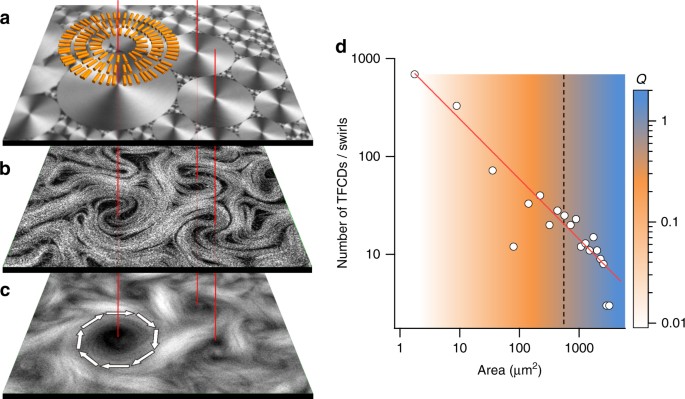 a
b
c
d
Number of TFCDs / swirls
1000
100
10
1
10
100
1000
Area (μm2)
Q
1
0.1
0.01